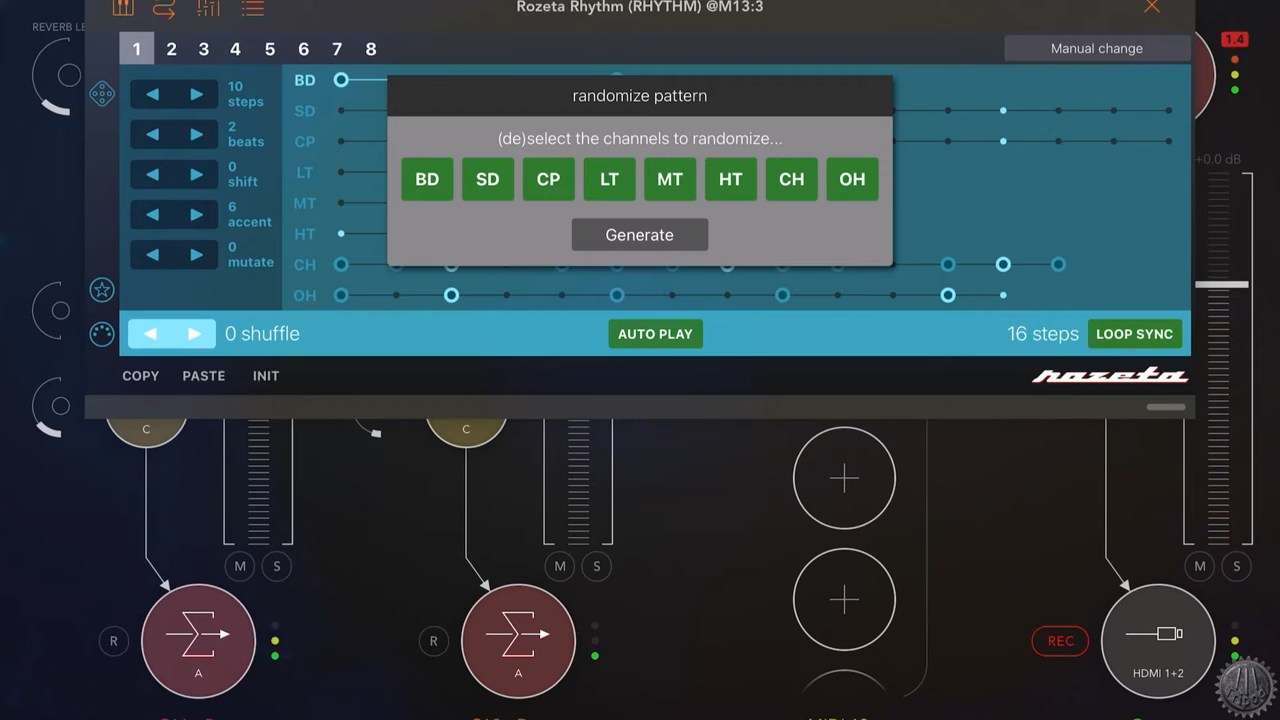 Rozeta Rhythm (RHYTHM) @M13:3
REVERB LE
1 2 3 4 5 6 7 8
Manual change
1.4
10 steps
2 beats
0 shift
6 accent
0 mutate
BD
SD
CP
LT
MT
HT
CH
OH
randomize pattern
(de)select the channels to randomize...
BD SD CP LT MT HT CH OH
Generate
+0.0 dB
0 shuffle
AUTO PLAY
16 steps
LOOP SYNC
COPY PASTE INIT
rozeta
C C
M S M S M S
R R REC
A A HDMI 1+2